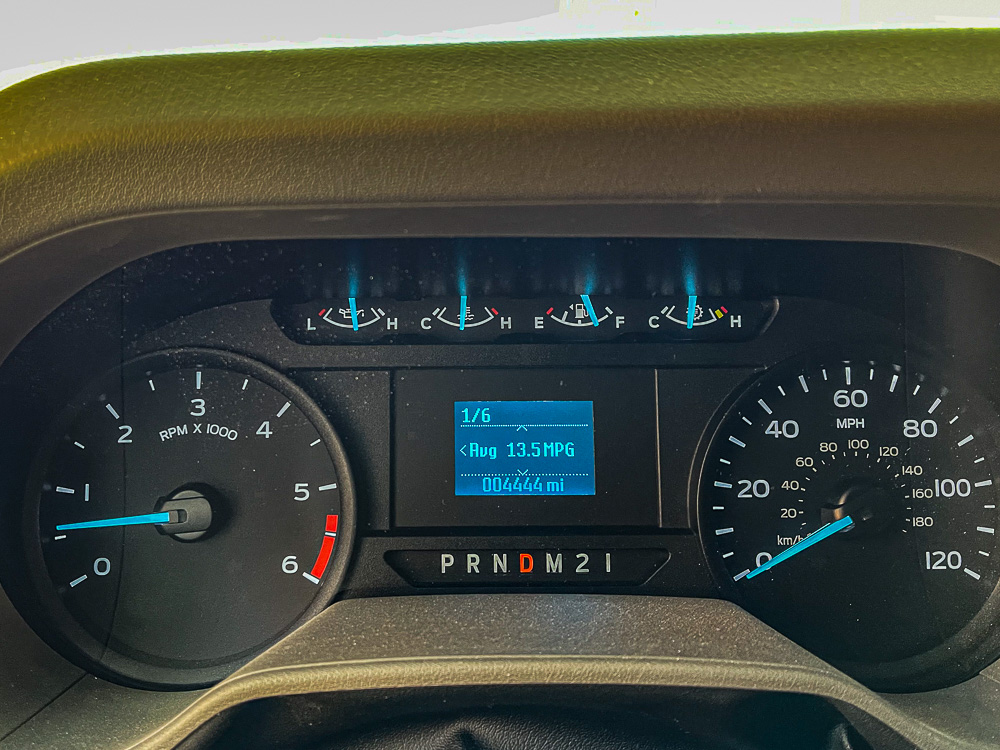 L H C H E F C H
3
2 4
RPM X 1000
1 5
0 6
1/6
<Avg 13.5MPG
004444 mi
P R N D M 2 1
60
MPH
40 80
20 100
0 120
80 100 120
60 140
40 160
20 180
km/h